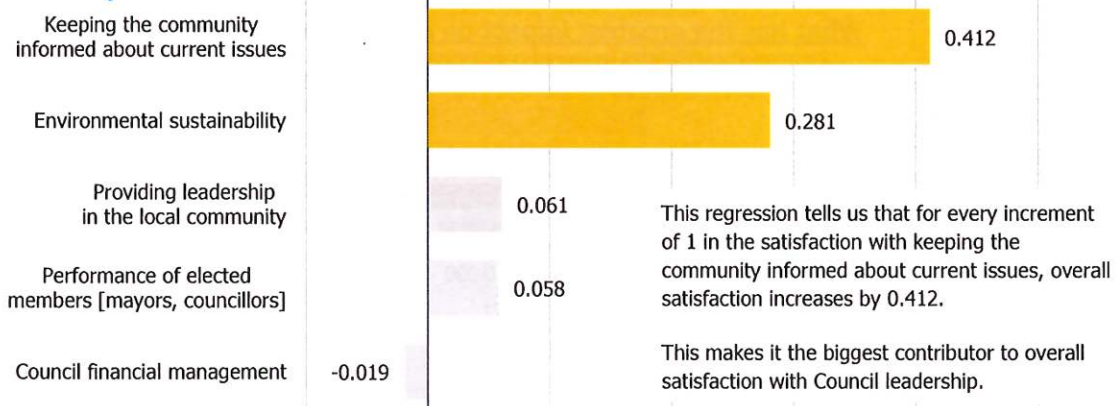 Keeping the community
informed about current issues
0.412
Environmental sustainability
0.281
Providing leadership
in the local community
0.061
Performance of elected
members [mayors, councillors]
0.058
Council financial management
-0.019
This regression tells us that for every increment
of 1 in the satisfaction with keeping the
community informed about current issues, overall
satisfaction increases by 0.412.
This makes it the biggest contributor to overall
satisfaction with Council leadership.